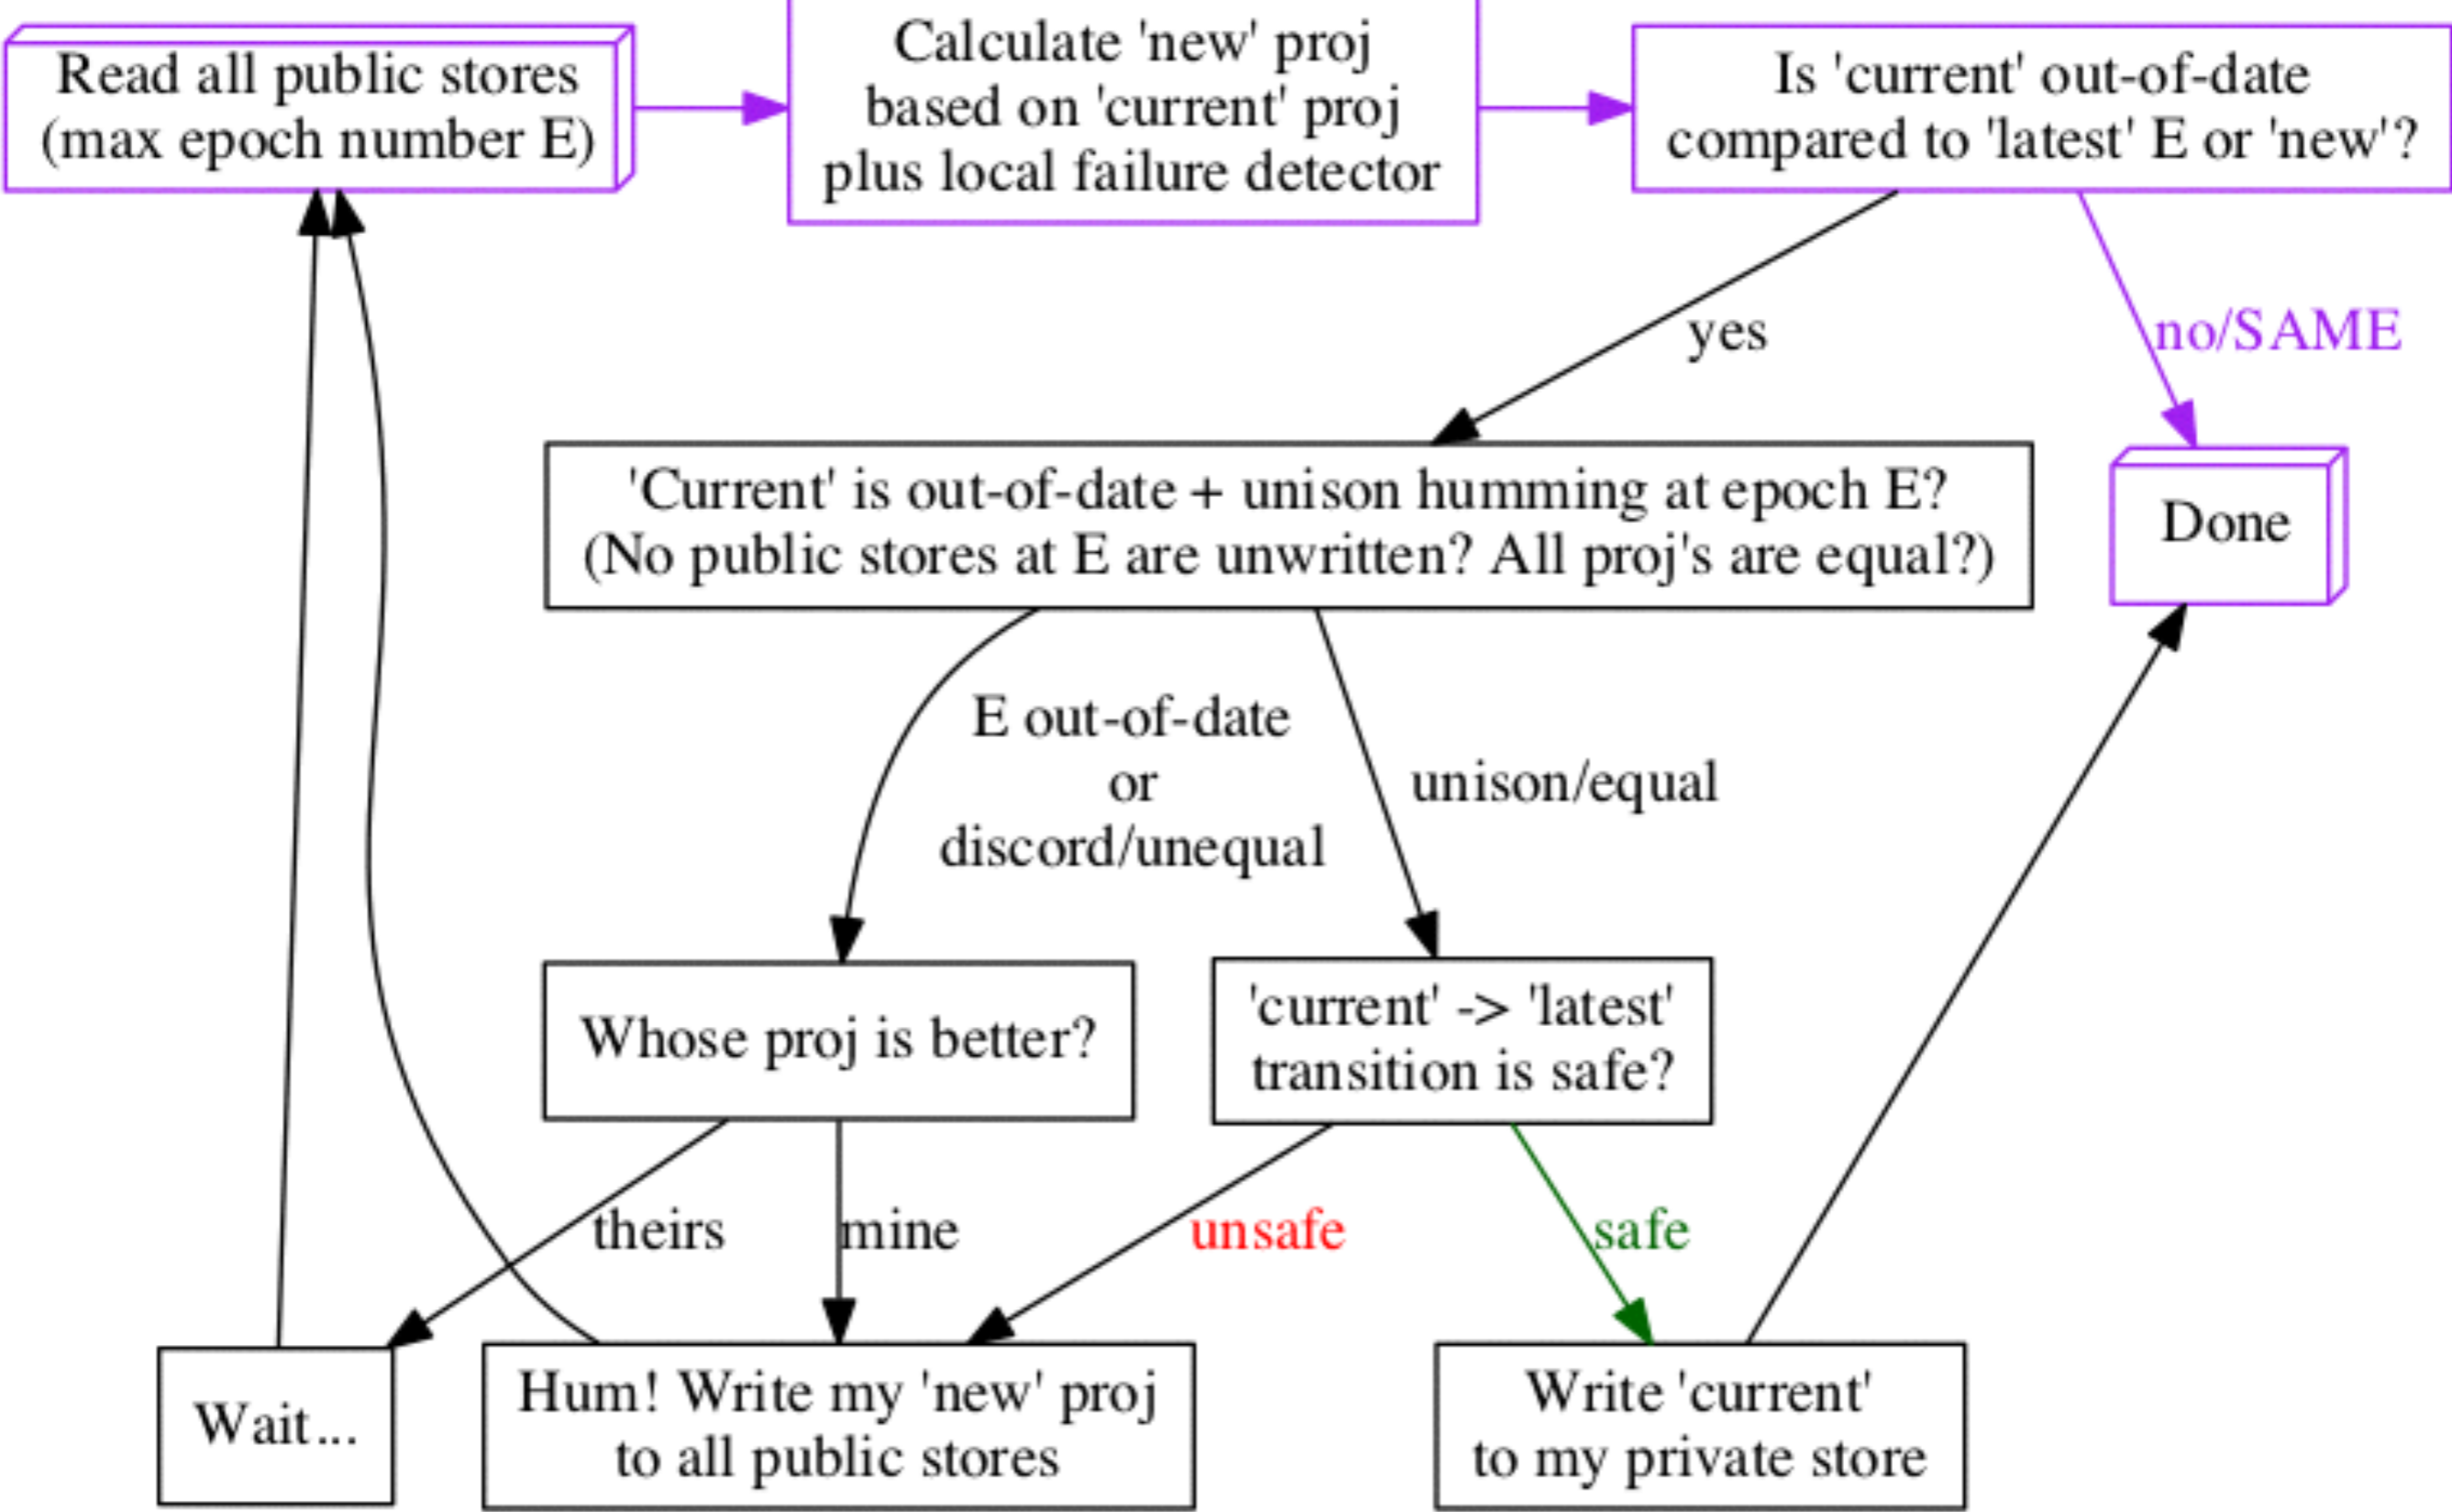 Read all public stores
(max epoch number E)
Calculate 'new' proj
based on 'current' proj
plus local failure detector
Is 'current' out-of-date
compared to 'latest' E or 'new'?
yes
no/SAME
'Current' is out-of-date + unison humming at epoch E?
(No public stores at E are unwritten? All proj's are equal?)
Done
E out-of-date
or
discord/unequal
unison/equal
Whose proj is better?
'current' -> 'latest'
transition is safe?
theirs
mine
unsafe
safe
Wait...
Hum! Write my 'new' proj
to all public stores
Write 'current'
to my private store